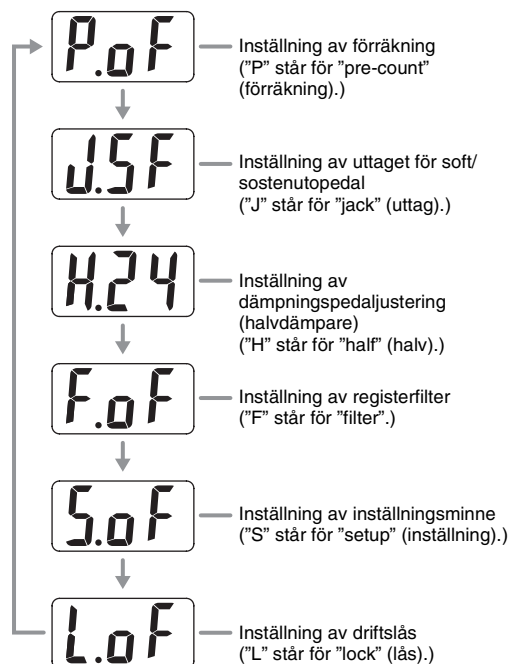 P.oF
Inställning av förräkning
("P" står för "pre-count"
(förräkning).)
J.SF
Inställning av uttaget för soft/
sostenutopedal
("J" står för "jack" (uttag).)
H.24
Inställning av
dämpningspedaljustering
(halvdämpare)
("H" står för "half" (halv).)
F.oF
Inställning av registerfilter
("F" står för "filter".)
S.oF
Inställning av inställningsminne
("S" står för "setup" (inställning).)
L.oF
Inställning av driftslås
("L" står för "lock" (lås).)